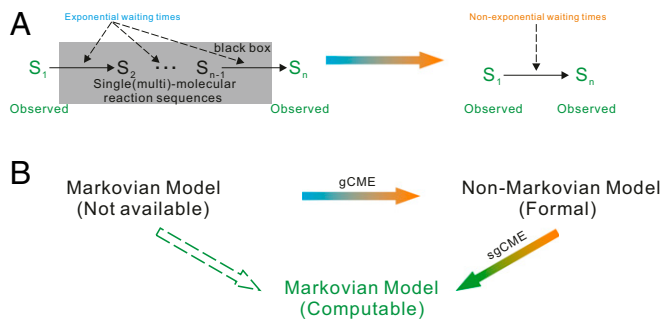 A
Exponential waiting times
Non-exponential waiting times
black box
S1 S2 ··· Sn-1 Sn
Single(multi)-molecular
reaction sequences
Observed Observed
S1 Sn
Observed Observed
B
Markovian Model
(Not available)
gCME
Non-Markovian Model
(Formal)
sgCME
Markovian Model
(Computable)